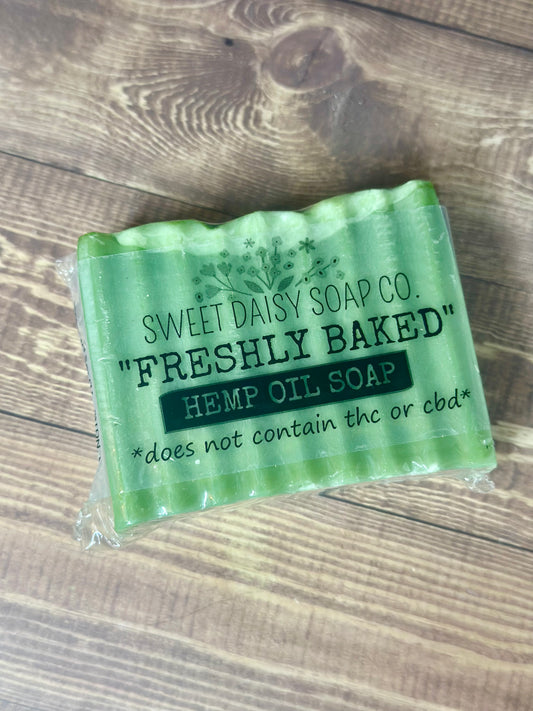 SWEET DAISY SOAP CO.
"FRESHLY BAKED"
HEMP OIL SOAP
*does not contain thc or cbd*